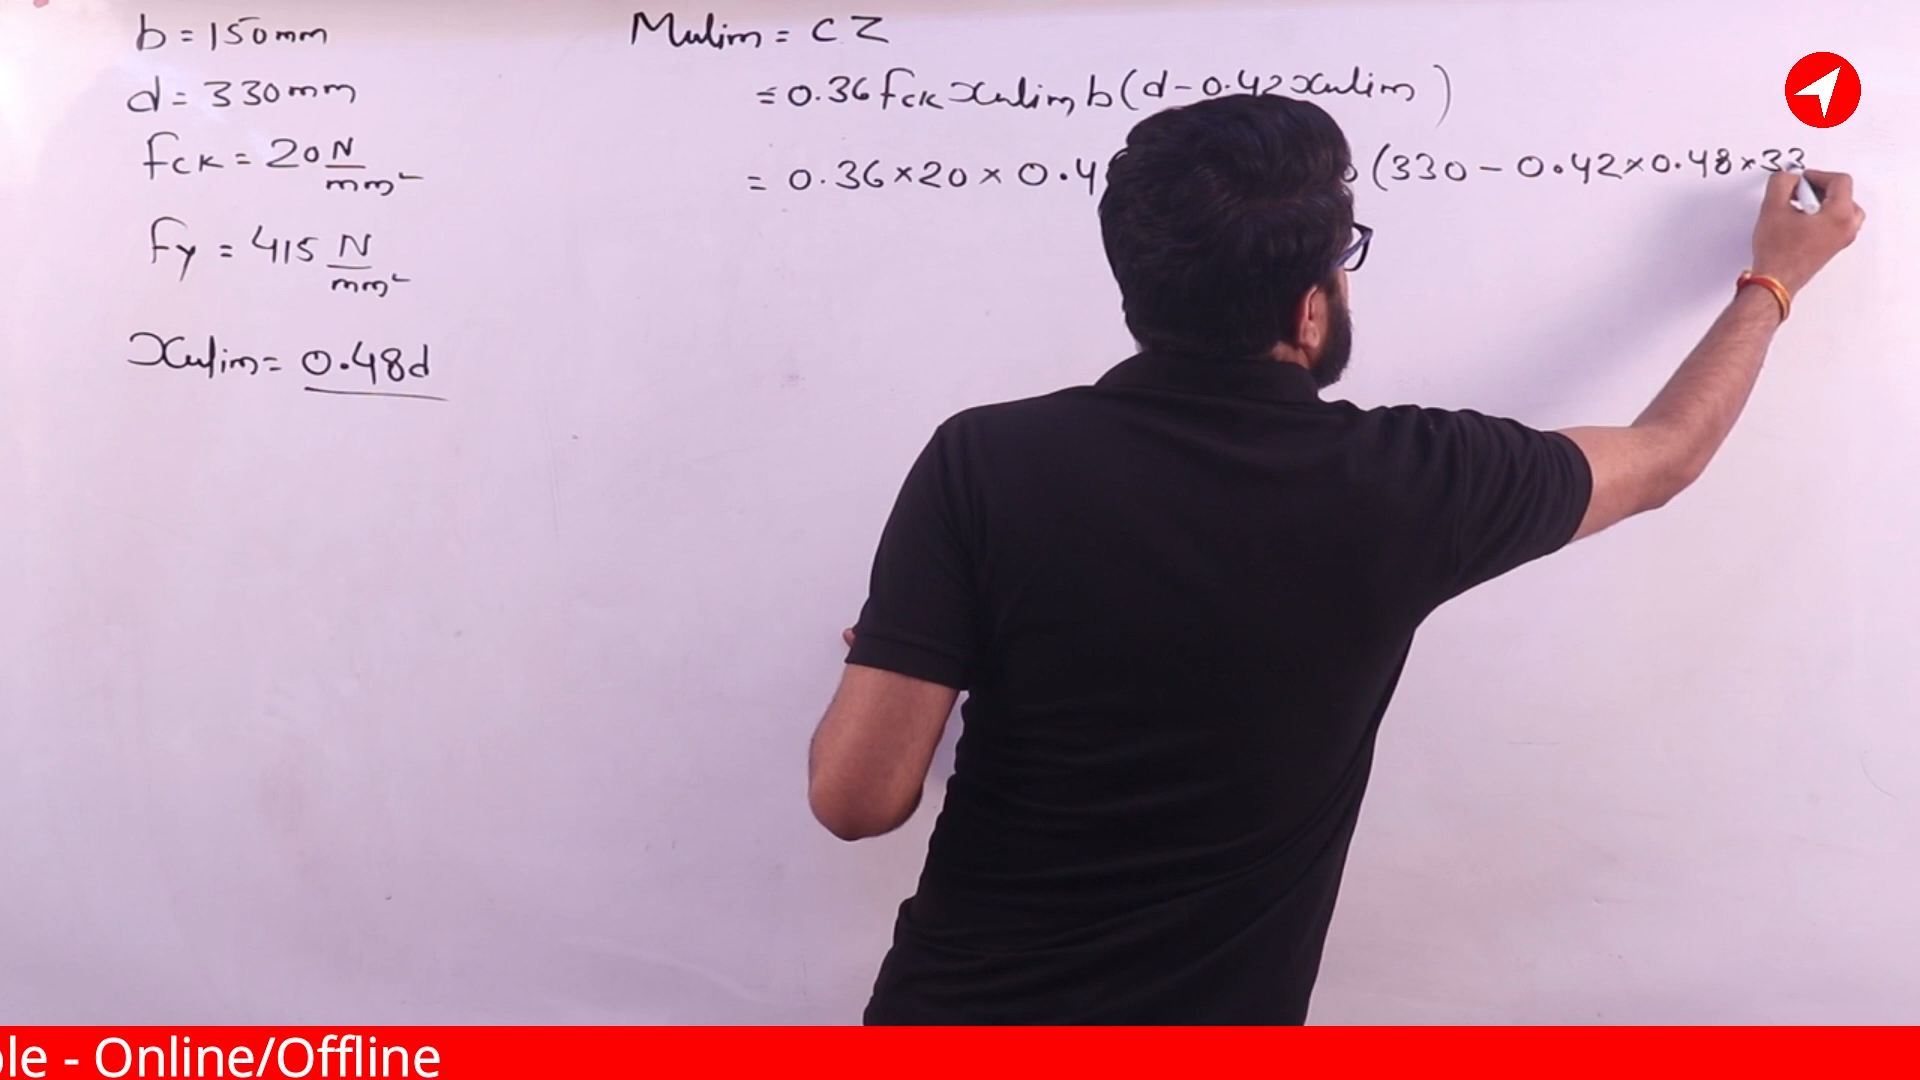 b = 150mm
d = 330mm
fck = 20 N/mm²
fy = 415 N/mm²
xulim = 0.48d
Mulim = CZ
= 0.36 fck xulim b (d - 0.42 xulim)
= 0.36 × 20 × 0.4 (330 - 0.42 × 0.48 × 33
- Online/Offline